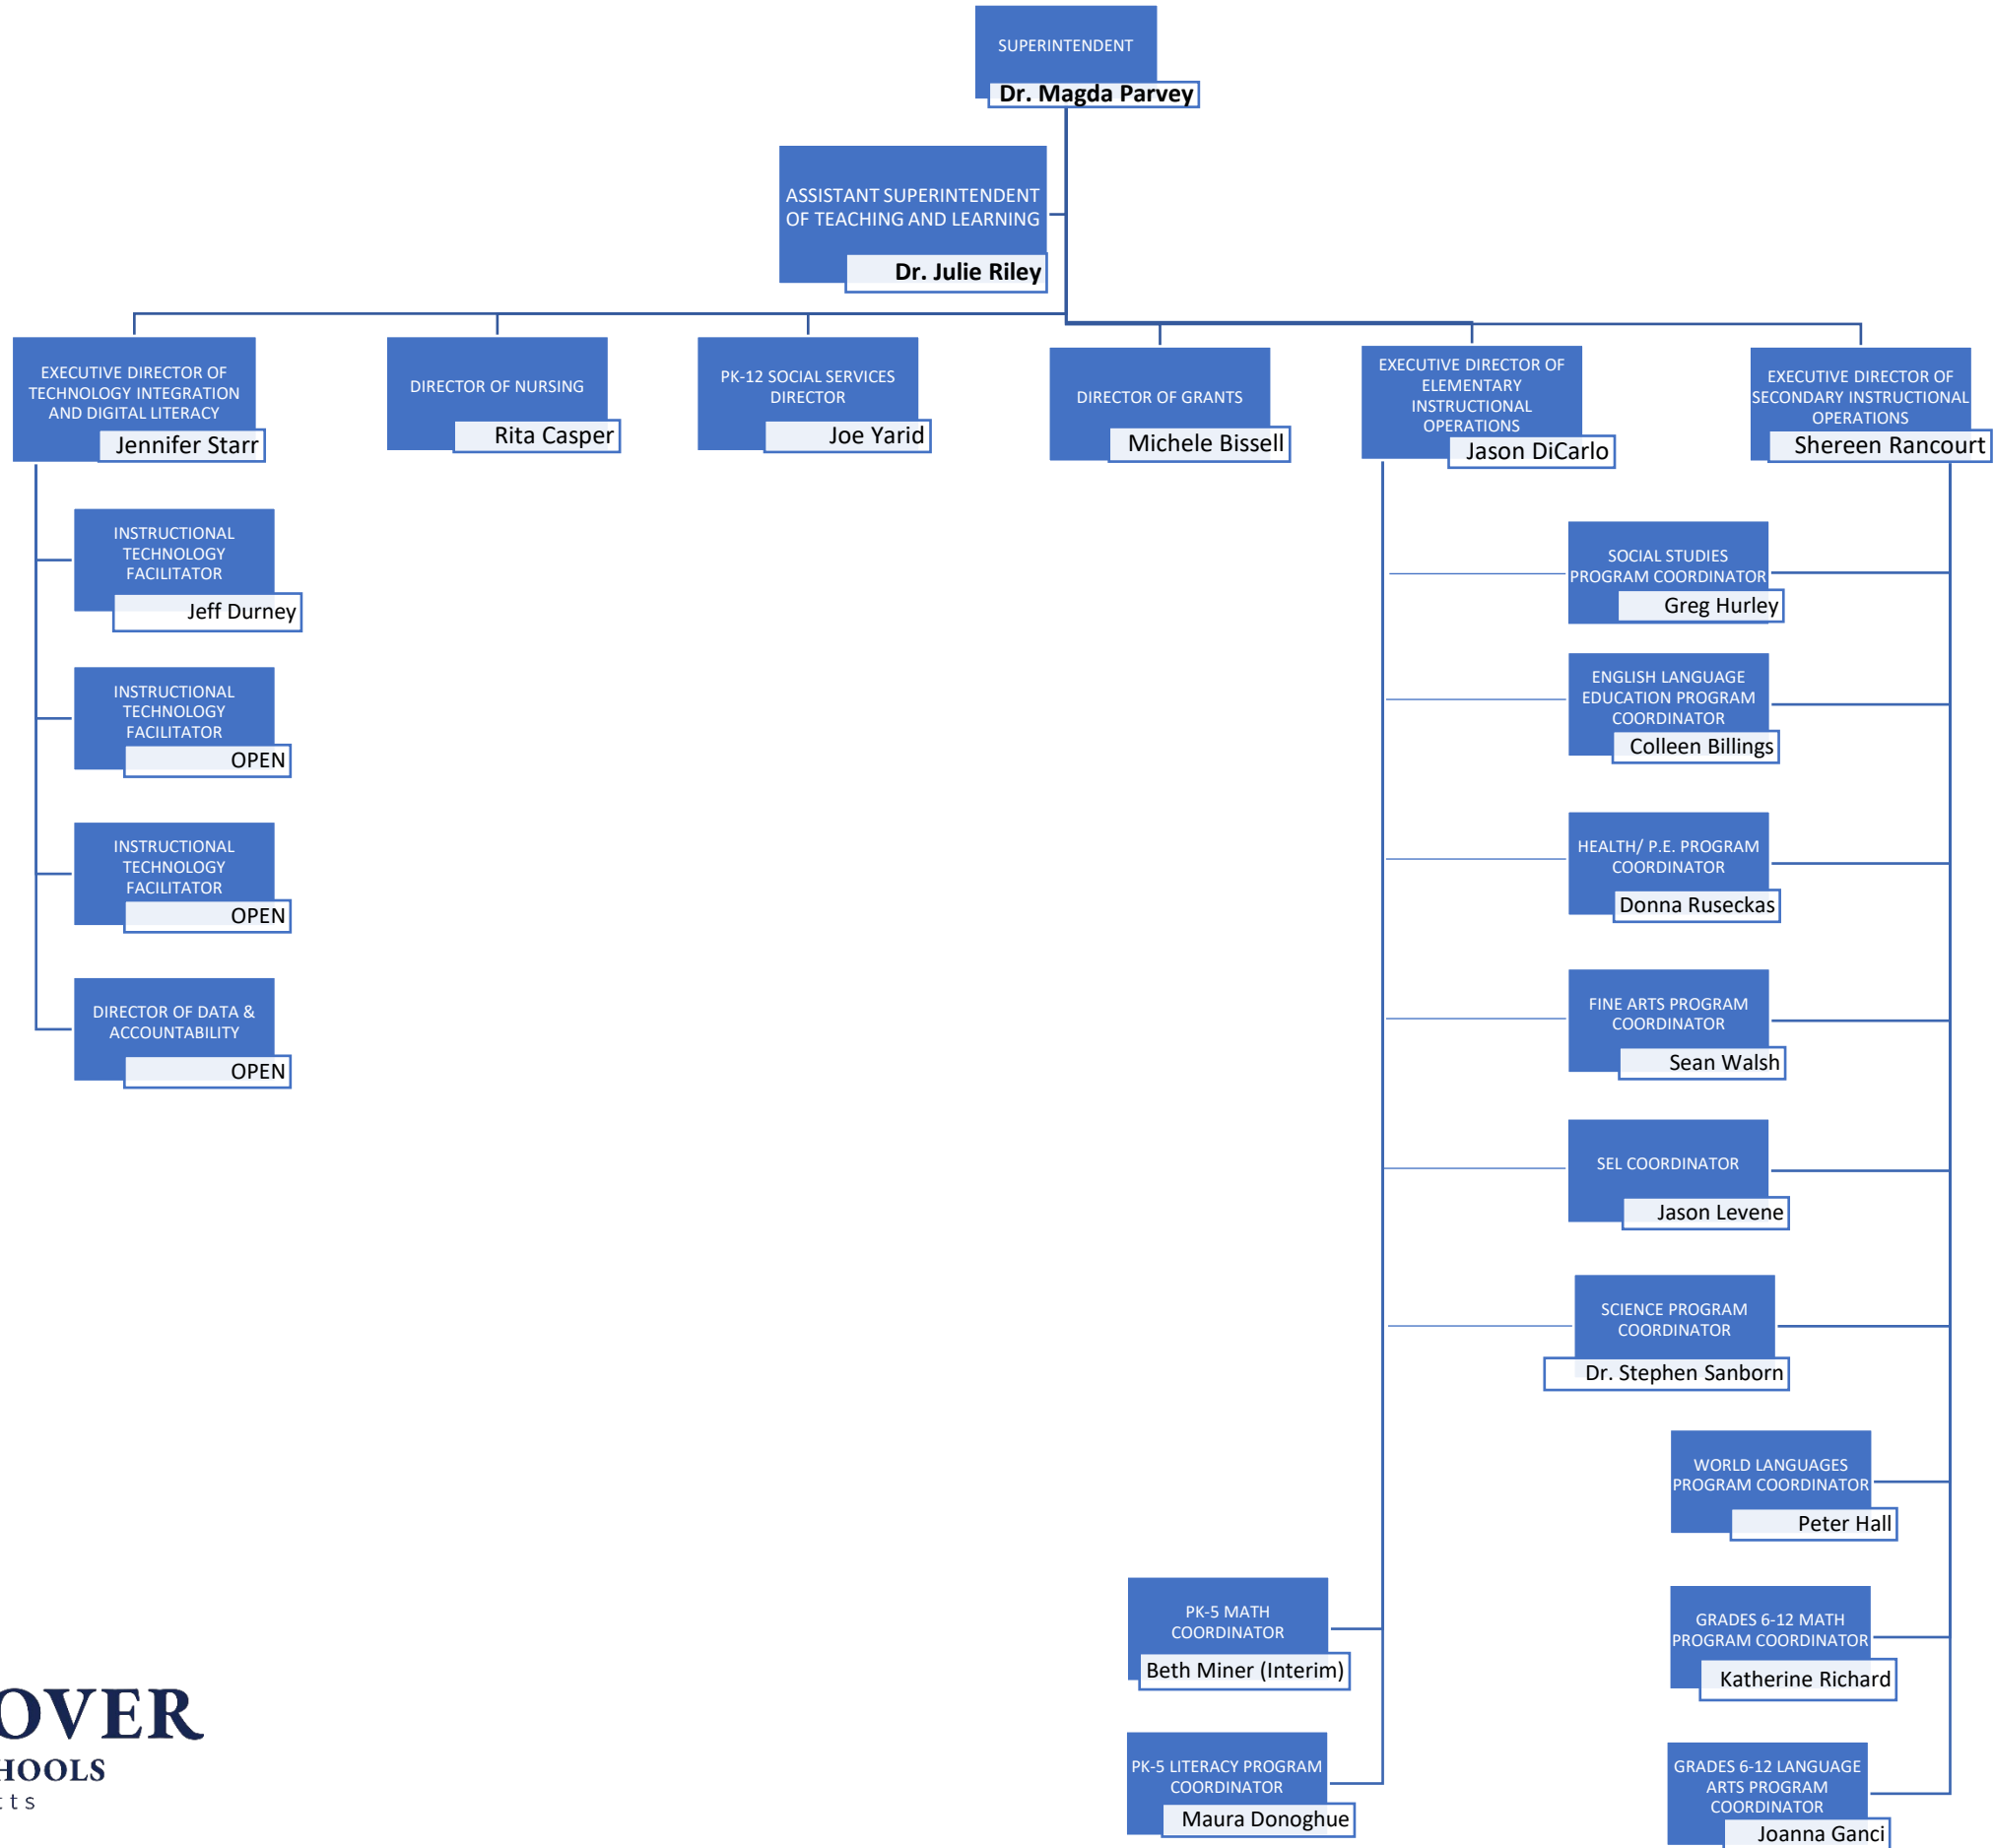 SUPERINTENDENT
Dr. Magda Parvey
ASSISTANT SUPERINTENDENT
OF TEACHING AND LEARNING
Dr. Julie Riley
EXECUTIVE DIRECTOR OF
TECHNOLOGY INTEGRATION
AND DIGITAL LITERACY
Jennifer Starr
DIRECTOR OF NURSING
Rita Casper
PK-12 SOCIAL SERVICES
DIRECTOR
Joe Yarid
DIRECTOR OF GRANTS
Michele Bissell
EXECUTIVE DIRECTOR OF
ELEMENTARY
INSTRUCTIONAL
OPERATIONS
Jason DiCarlo
EXECUTIVE DIRECTOR OF
SECONDARY INSTRUCTIONAL
OPERATIONS
Shereen Rancourt
INSTRUCTIONAL
TECHNOLOGY
FACILITATOR
Jeff Durney
INSTRUCTIONAL
TECHNOLOGY
FACILITATOR
OPEN
INSTRUCTIONAL
TECHNOLOGY
FACILITATOR
OPEN
DIRECTOR OF DATA &
ACCOUNTABILITY
OPEN
SOCIAL STUDIES
PROGRAM COORDINATOR
Greg Hurley
ENGLISH LANGUAGE
EDUCATION PROGRAM
COORDINATOR
Colleen Billings
HEALTH/ P.E. PROGRAM
COORDINATOR
Donna Ruseckas
FINE ARTS PROGRAM
COORDINATOR
Sean Walsh
SEL COORDINATOR
Jason Levene
SCIENCE PROGRAM
COORDINATOR
Dr. Stephen Sanborn
WORLD LANGUAGES
PROGRAM COORDINATOR
Peter Hall
PK-5 MATH
COORDINATOR
Beth Miner (Interim)
GRADES 6-12 MATH
PROGRAM COORDINATOR
Katherine Richard
PK-5 LITERACY PROGRAM
COORDINATOR
Maura Donoghue
GRADES 6-12 LANGUAGE
ARTS PROGRAM
COORDINATOR
Joanna Ganci
OVER
HOOLS
tts